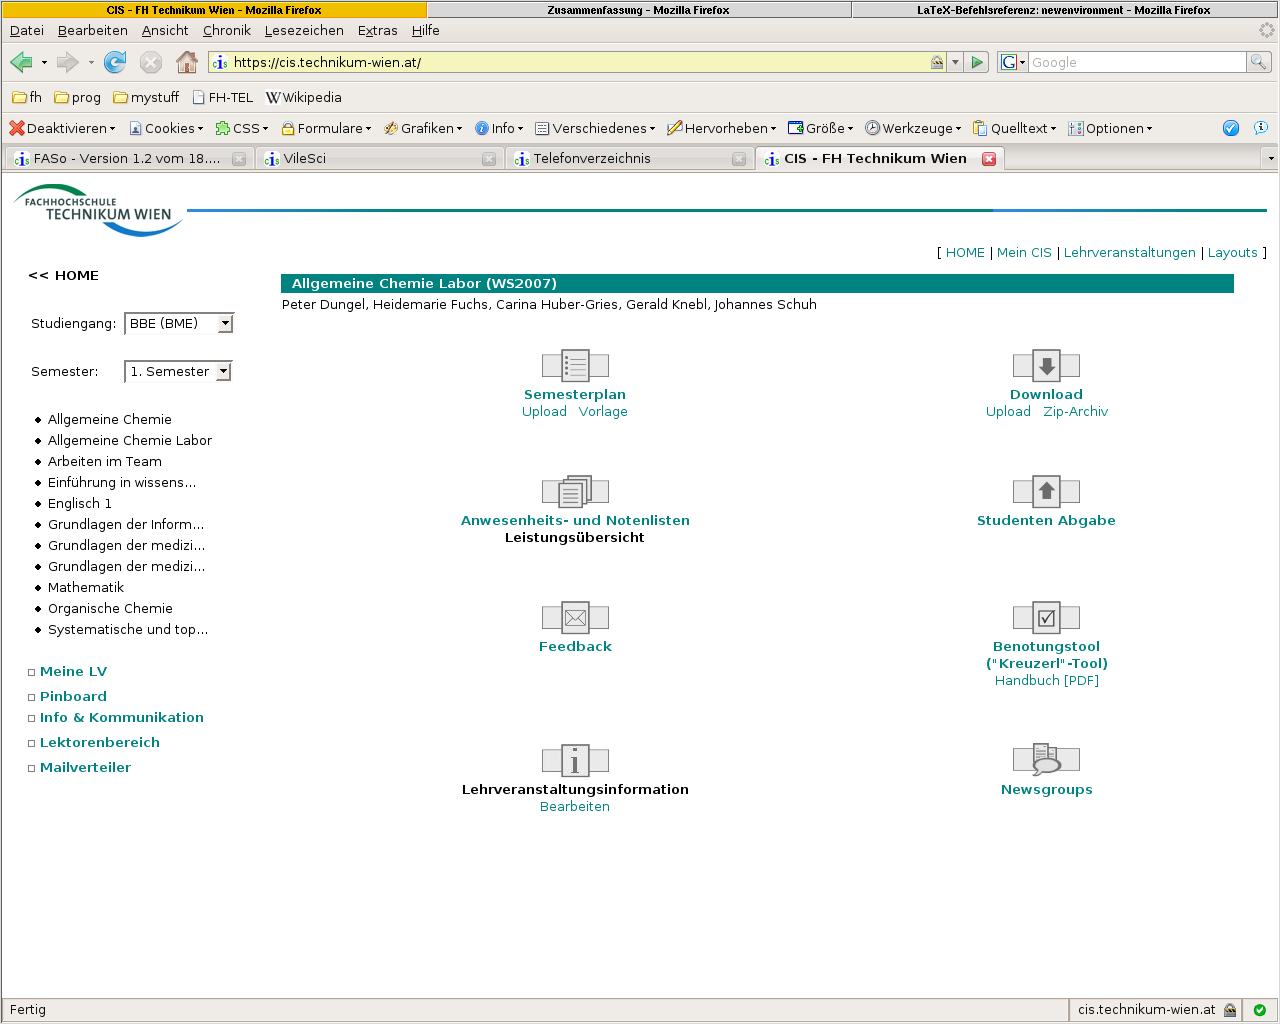 CIS - FH Technikum Wien - Mozilla Firefox
Zusammenfassung - Mozilla Firefox
LaTeX-Befehlsreferenz: newenvironment - Mozilla Firefox
Datei Bearbeiten Ansicht Chronik Lesezeichen Extras Hilfe
https://cis.technikum-wien.at/
G Google
fh prog mystuff FH-TEL Wikipedia
Deaktivieren Cookies CSS Formulare Grafiken Info Verschiedenes Hervorheben Größe Werkzeuge Quelltext Optionen
FASo - Version 1.2 vom 18.... VileSci Telefonverzeichnis CIS - FH Technikum Wien
FACHHOCHSCHULE
TECHNIKUM WIEN
[ HOME | Mein CIS | Lehrveranstaltungen | Layouts ]
<< HOME
Studiengang: BBE (BME)
Semester: 1. Semester
Allgemeine Chemie
Allgemeine Chemie Labor
Arbeiten im Team
Einführung in wissens...
Englisch 1
Grundlagen der Inform...
Grundlagen der medizi...
Grundlagen der medizi...
Mathematik
Organische Chemie
Systematische und top...
Meine LV
Pinboard
Info & Kommunikation
Lektorenbereich
Mailverteiler
Allgemeine Chemie Labor (WS2007)
Peter Dungel, Heidemarie Fuchs, Carina Huber-Gries, Gerald Knebl, Johannes Schuh
Semesterplan
Upload Vorlage
Download
Upload Zip-Archiv
Anwesenheits- und Notenlisten
Leistungsübersicht
Studenten Abgabe
Feedback
Benotungstool
("Kreuzerl"-Tool)
Handbuch [PDF]
Lehrveranstaltungsinformation
Bearbeiten
Newsgroups
Fertig
cis.technikum-wien.at